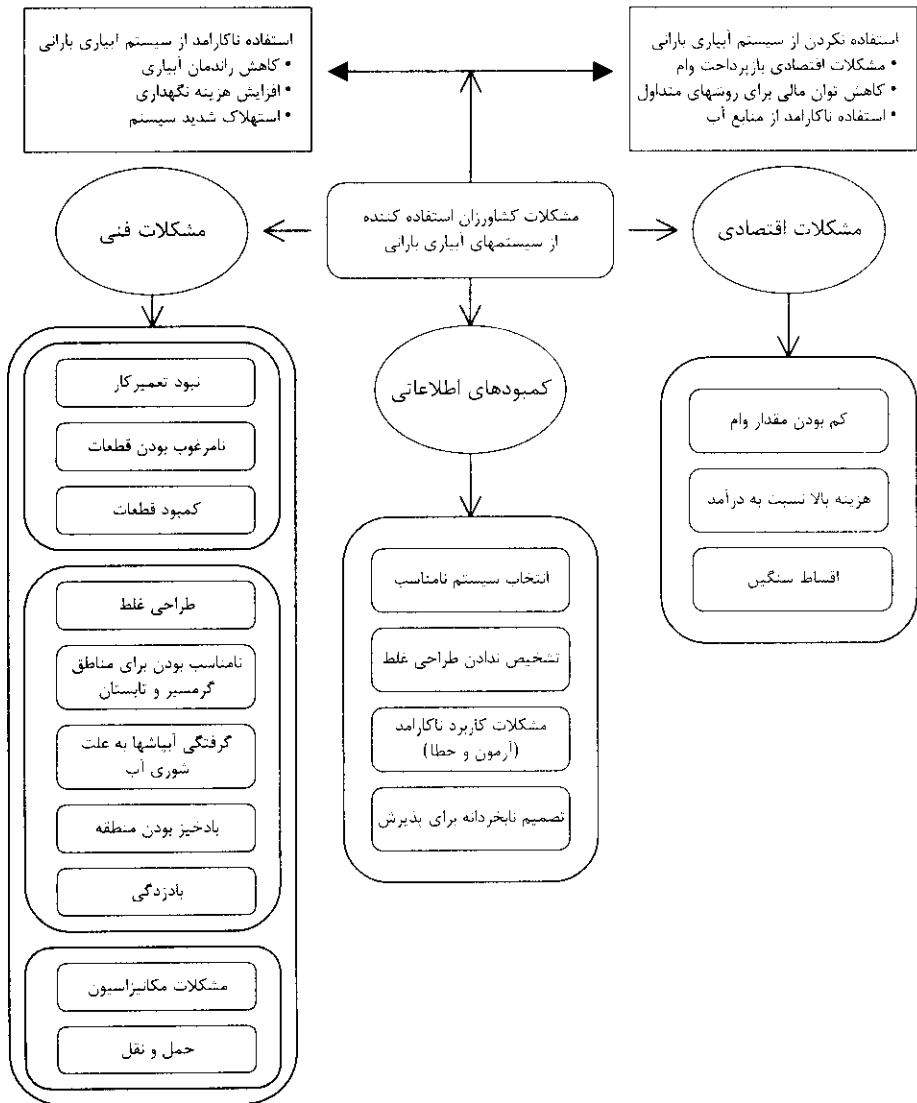 استفاده نکردن از سیستم آبیاری بارانی
• مشکلات اقتصادی بازپرداخت وام
• کاهش توان مالی برای روشهای متداول
• استفاده ناکارامد از منابع آب
استفاده ناکارامد از سیستم آبیاری بارانی
• کاهش راندمان آبیاری
• افزایش هزینه نگهداری
• استهلاک شدید سیستم
مشکلات کشاورزان استفاده کننده
از سیستمهای آبیاری بارانی
مشکلات اقتصادی
کم بودن مقدار وام
هزینه بالا نسبت به درآمد
اقساط سنگین
کمبودهای اطلاعاتی
انتخاب سیستم نامناسب
تشخیص ندادن طراحی غلط
مشکلات کاربرد ناکارامد
(آزمون و خطا)
تصمیم نابخردانه برای پذیرش
مشکلات فنی
نبود تعمیرکار
نامرغوب بودن قطعات
کمبود قطعات
طراحی غلط
نامناسب بودن برای مناطق
گرمسیر و تابستان
گرفتگی آبپاشها به علت
شوری آب
بادخیز بودن منطقه
بادزدگی
مشکلات مکانیزاسیون
حمل و نقل